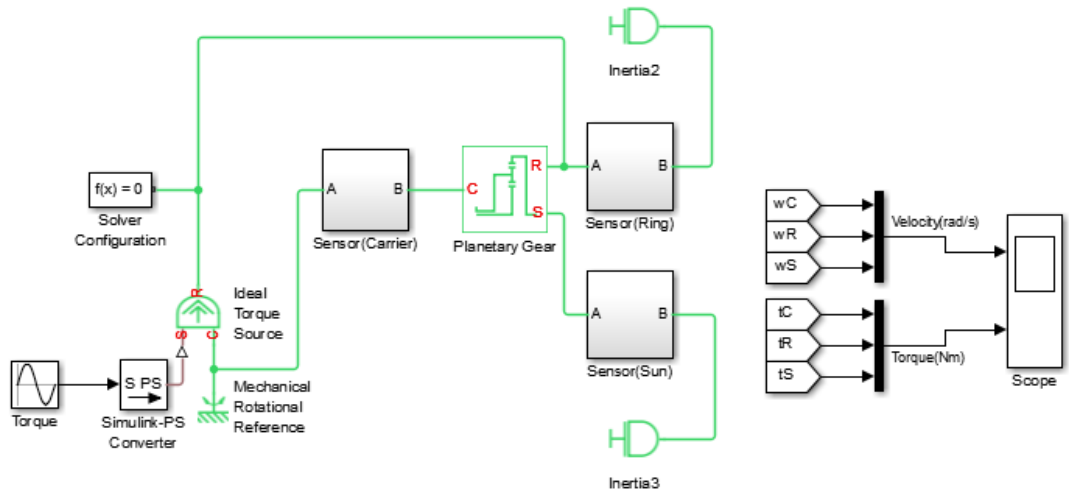 Inertia2
f(x) = 0
Solver
Configuration
A
B
Sensor(Carrier)
C
R
S
Planetary Gear
A
B
Sensor(Ring)
A
B
Sensor(Sun)
R
S
C
Ideal
Torque
Source
Torque
S PS
Simulink-PS
Converter
Mechanical
Rotational
Reference
Inertia3
wC
wR
wS
Velocity(rad/s)
tC
tR
tS
Torque(Nm)
Scope